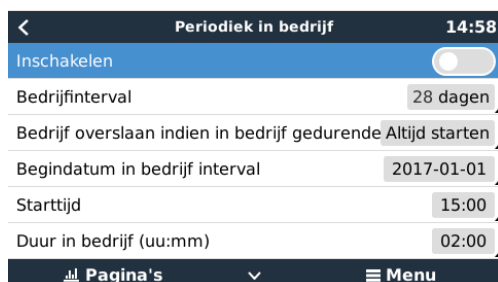 Periodiek in bedrijf 14:58
Inschakelen
Bedrijfinterval 28 dagen
Bedrijf overslaan indien in bedrijf gedurende Altijd starten
Begindatum in bedrijf interval 2017-01-01
Starttijd 15:00
Duur in bedrijf (uu:mm) 02:00
Pagina's Menu